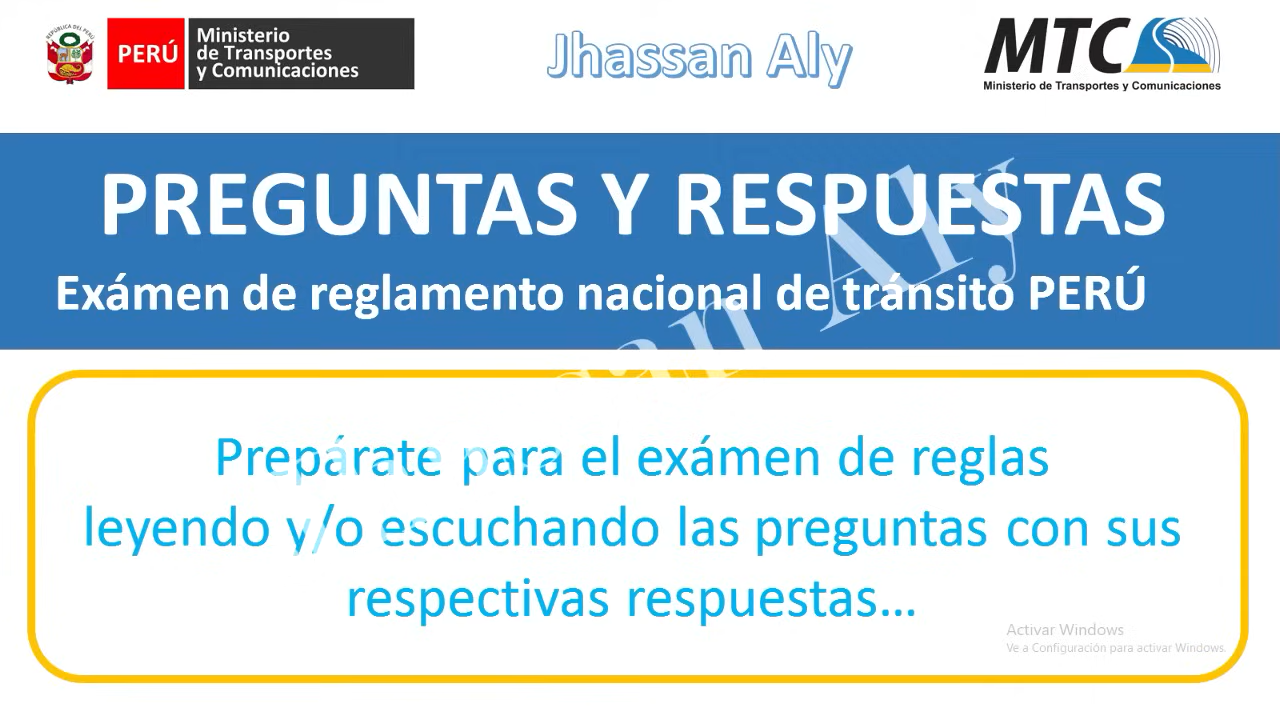 REPÚBLICA DEL PERÚ
PERÚ
Ministerio
de Transportes
y Comunicaciones
Jhassan Aly
MTC
Ministerio de Transportes y Comunicaciones
PREGUNTAS Y RESPUESTAS
Exámen de reglamento nacional de tránsito PERÚ
Prepárate para el exámen de reglas
leyendo y/o escuchando las preguntas con sus
respectivas respuestas...
Jhassan Aly
Activar Windows
Ve a Configuración para activar Windows.